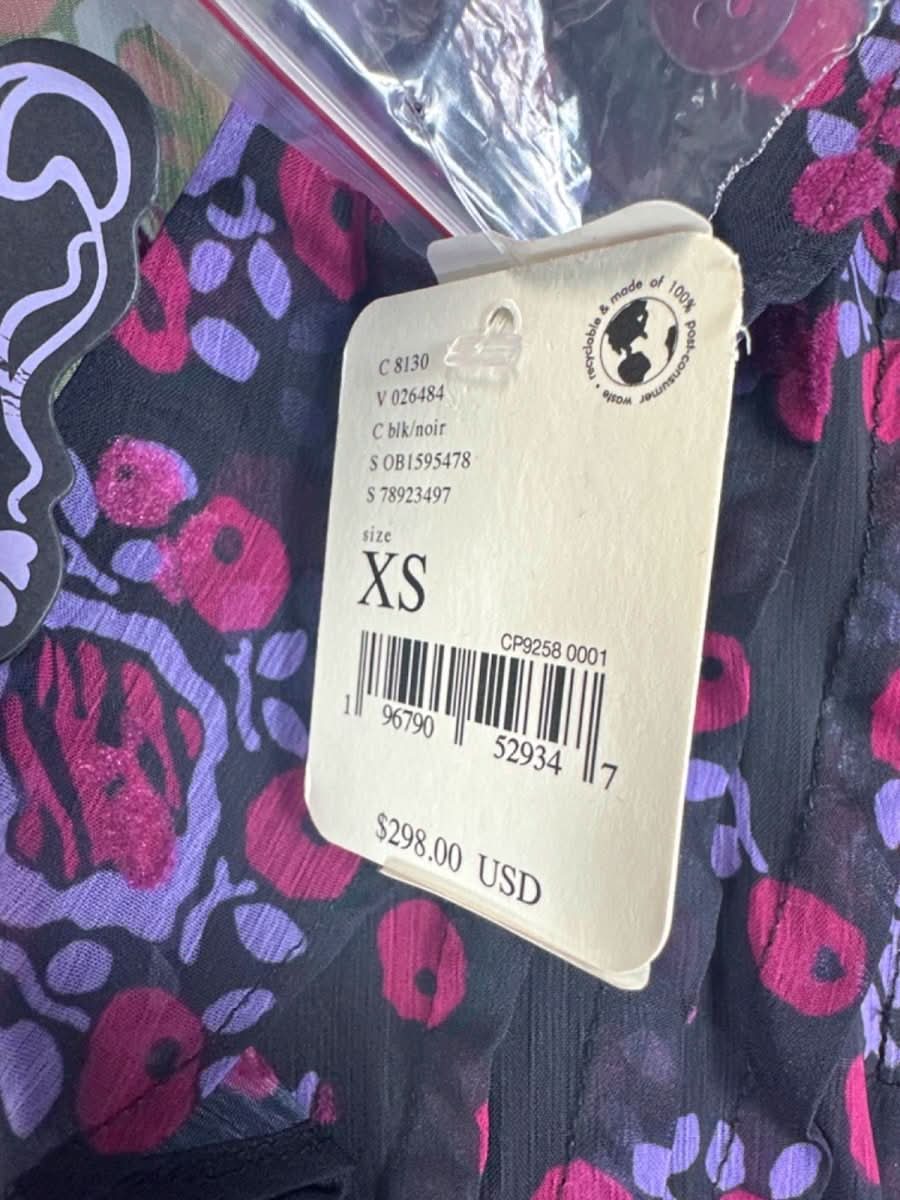 recyclable & made of 100% post-consumer waste •
C 8130
V 026484
C blk/noir
S OB1595478
S 78923497
size
XS
CP9258 0001
1 96790 52934 7
$298.00 USD